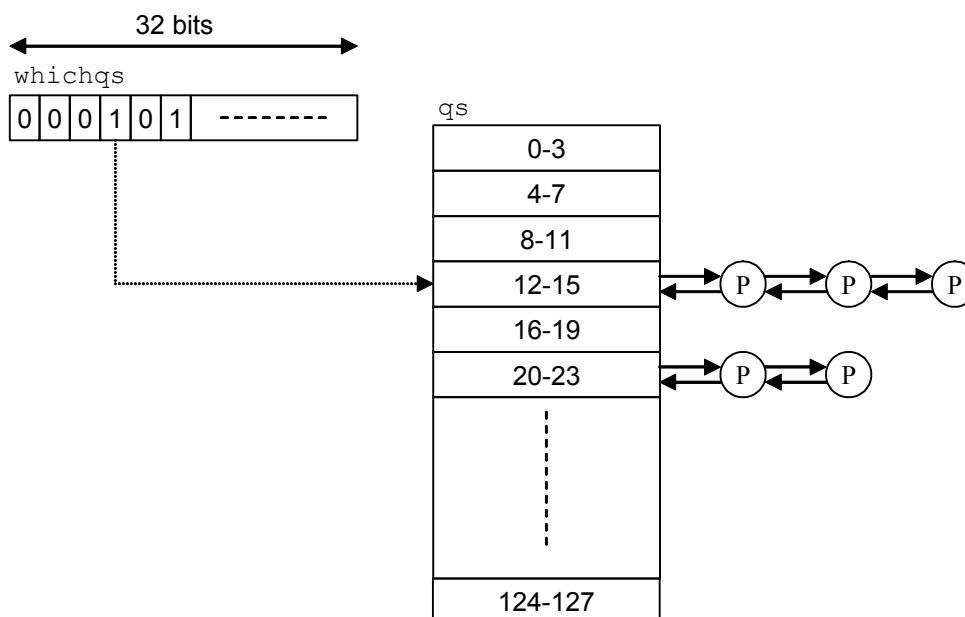 32 bits
whichqs
0 0 0 1 0 1
qs
0-3
4-7
8-11
12-15 P P P
16-19
20-23 P P
124-127